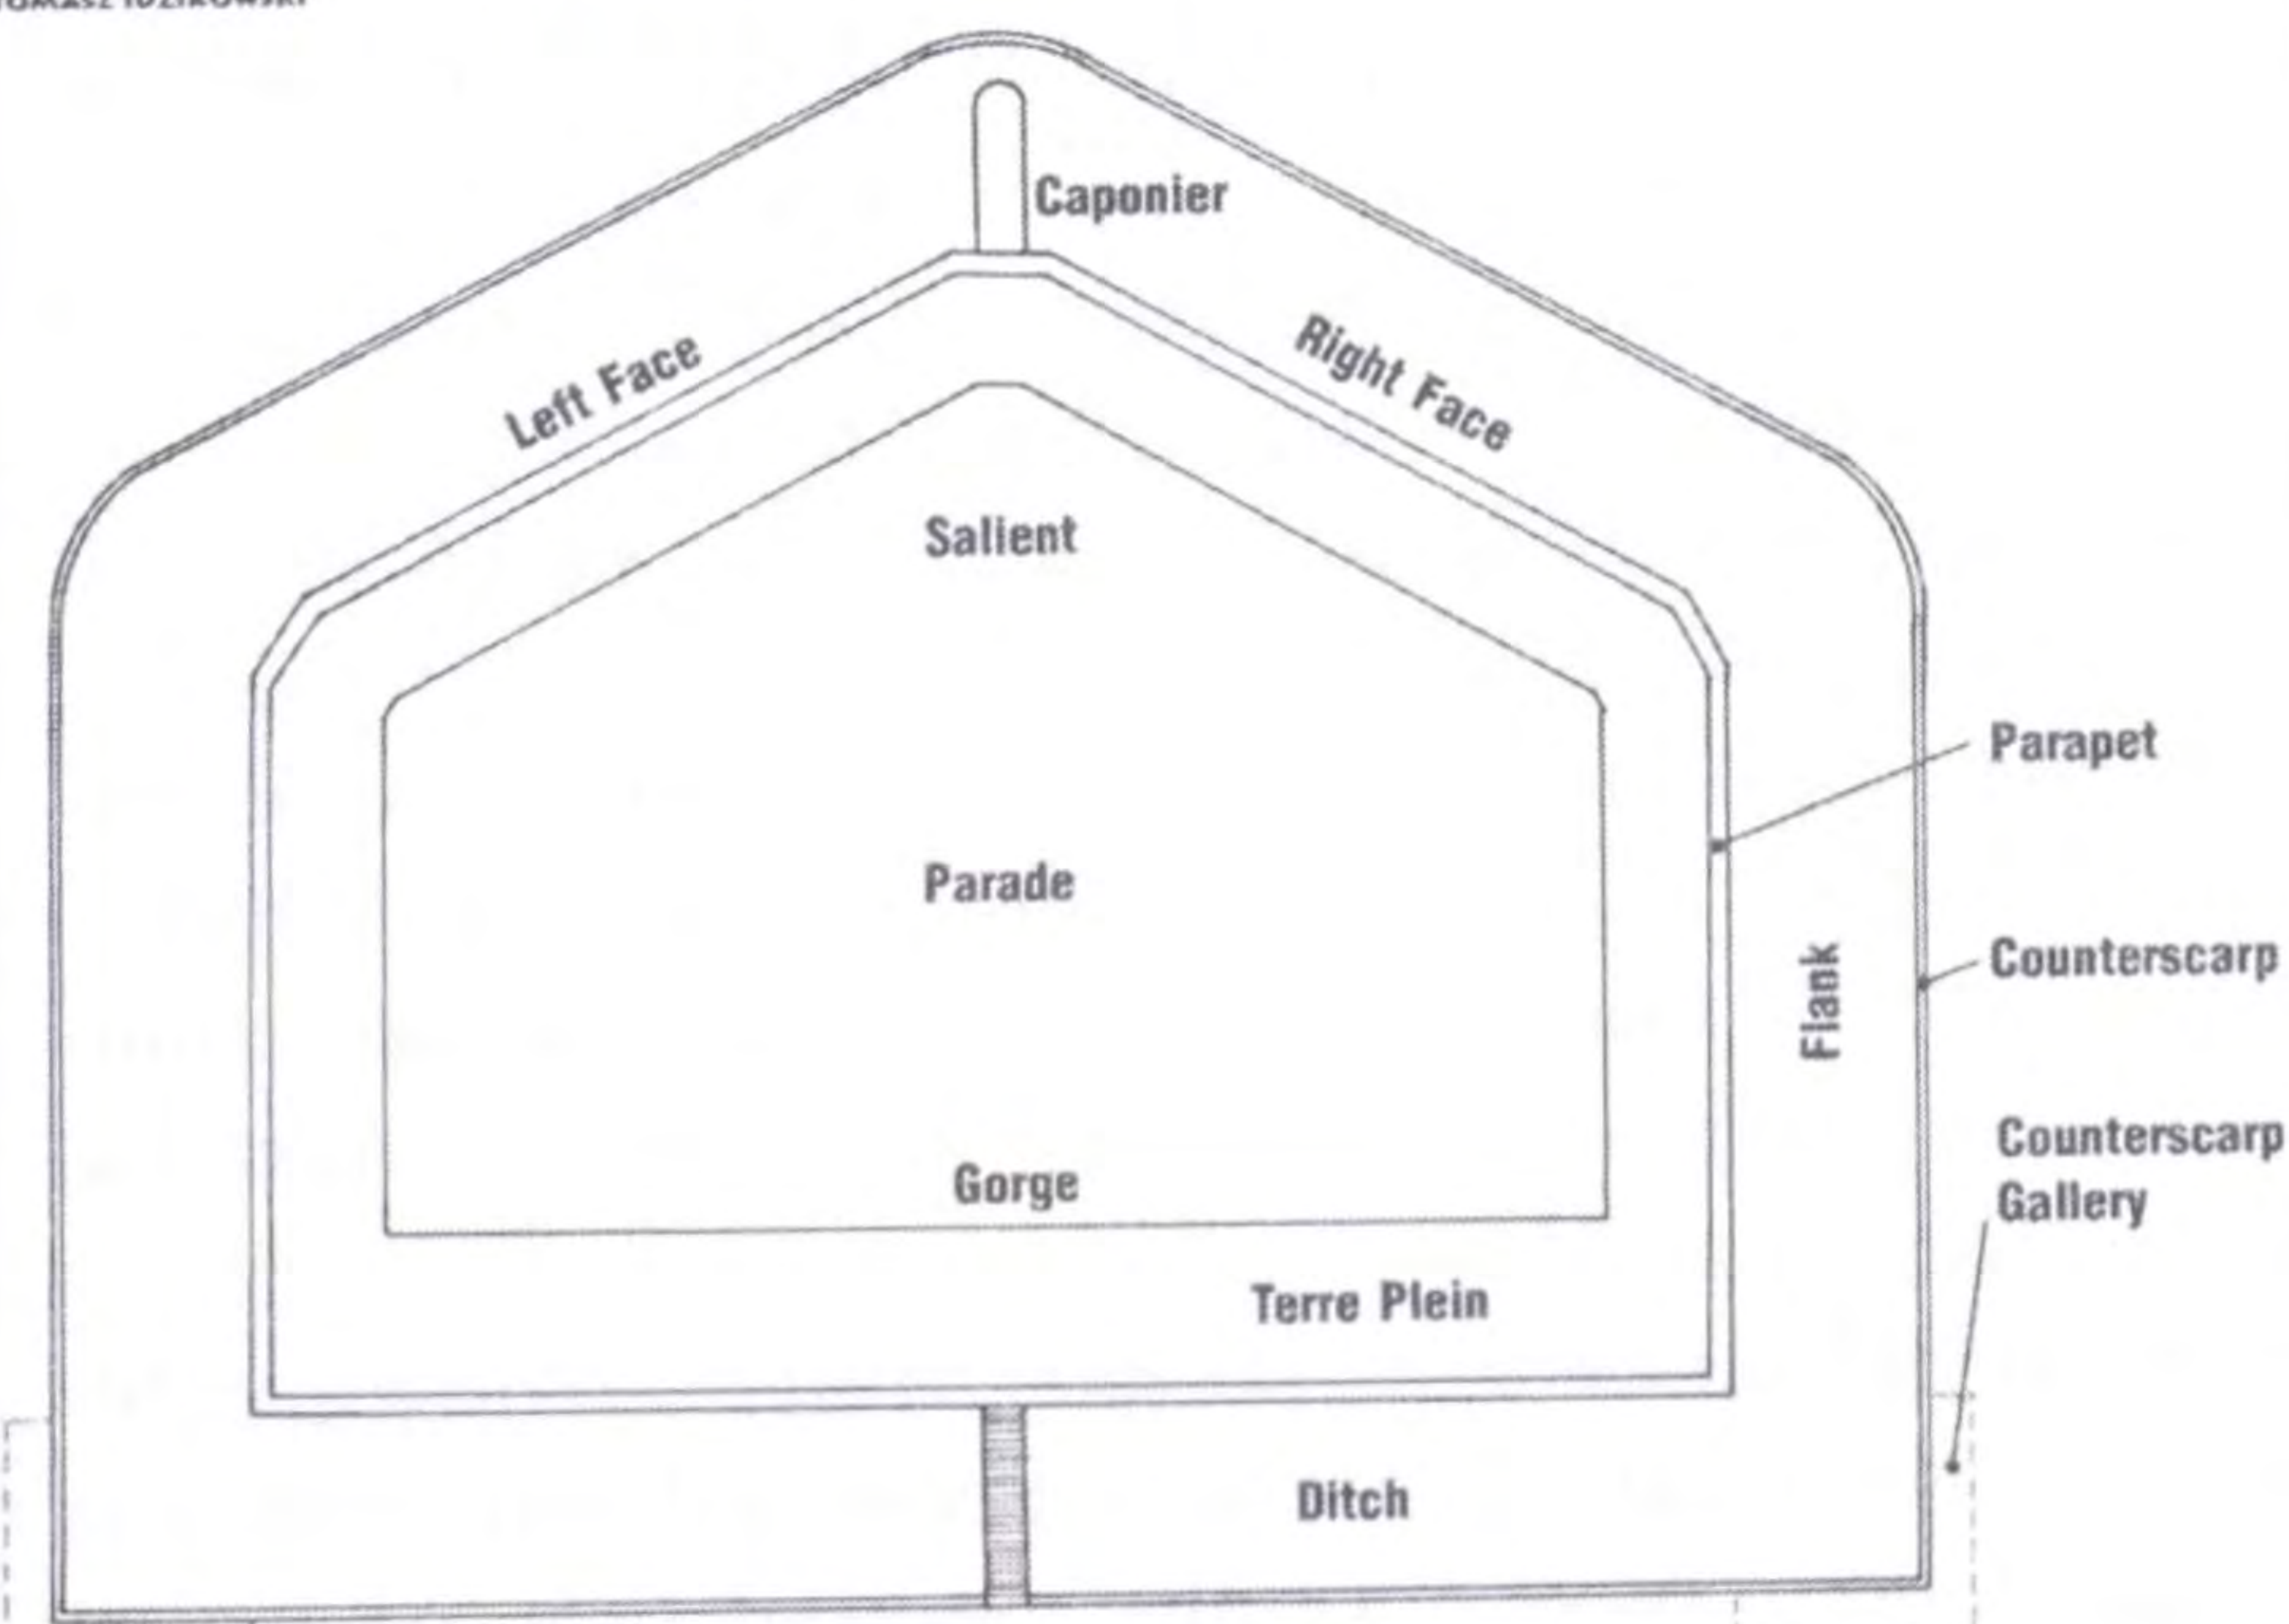 Caponier
Left Face
Right Face
Salient
Parapet
Parade
Counterscarp
Flank
Counterscarp
Gallery
Gorge
Terre Plein
Ditch